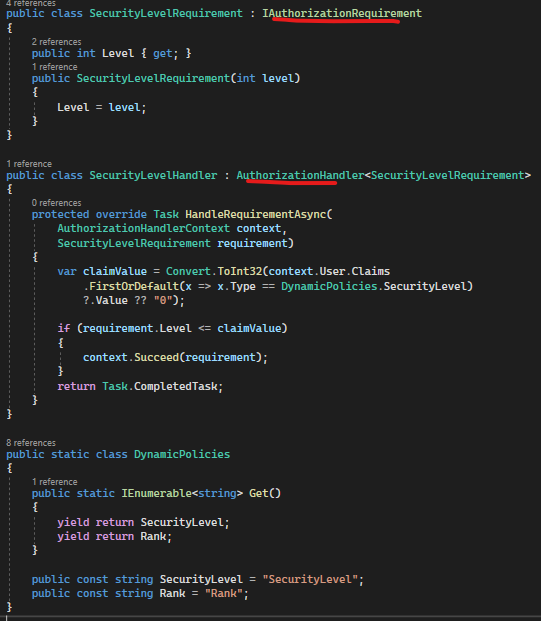 4 references
public class SecurityLevelRequirement : IAuthorizationRequirement
{
2 references
public int Level { get; }
1 reference
public SecurityLevelRequirement(int level)
{
Level = level;
}
}
1 reference
public class SecurityLevelHandler : AuthorizationHandler<SecurityLevelRequirement>
{
0 references
protected override Task HandleRequirementAsync(
AuthorizationHandlerContext context,
SecurityLevelRequirement requirement)
{
var claimValue = Convert.ToInt32(context.User.Claims
.FirstOrDefault(x => x.Type == DynamicPolicies.SecurityLevel)
?.Value ?? "0");
if (requirement.Level <= claimValue)
{
context.Succeed(requirement);
}
return Task.CompletedTask;
}
}
8 references
public static class DynamicPolicies
{
1 reference
public static IEnumerable<string> Get()
{
yield return SecurityLevel;
yield return Rank;
}
public const string SecurityLevel = "SecurityLevel";
public const string Rank = "Rank";
}